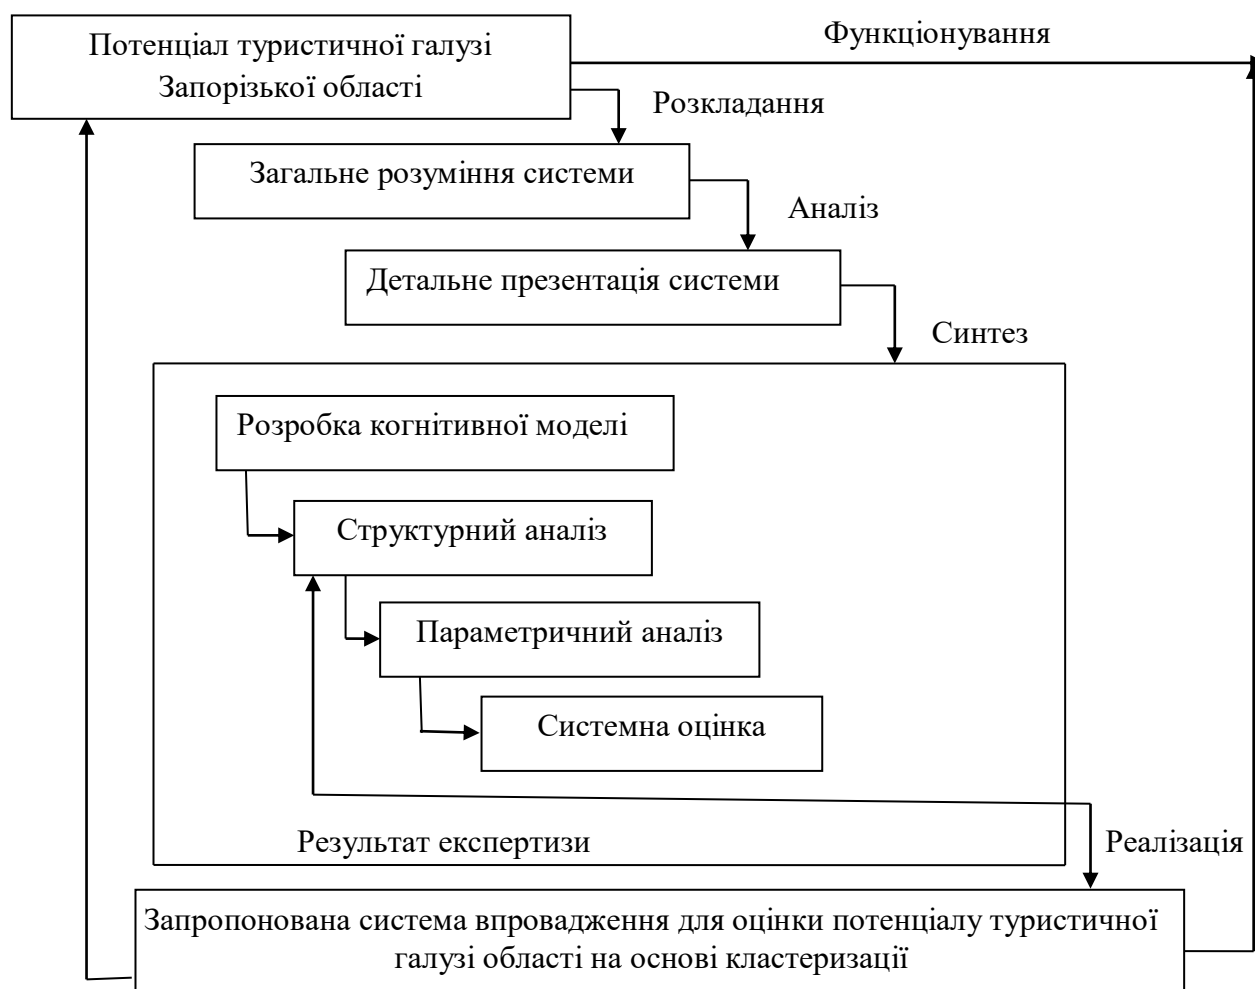 Потенціал туристичної галузі
Запорізької області
Функціонування
Розкладання
Загальне розуміння системи
Аналіз
Детальне презентація системи
Синтез
Розробка когнітивної моделі
Структурний аналіз
Параметричний аналіз
Системна оцінка
Результат експертизи
Реалізація
Запропонована система впровадження для оцінки потенціалу туристичної
галузі області на основі кластеризації